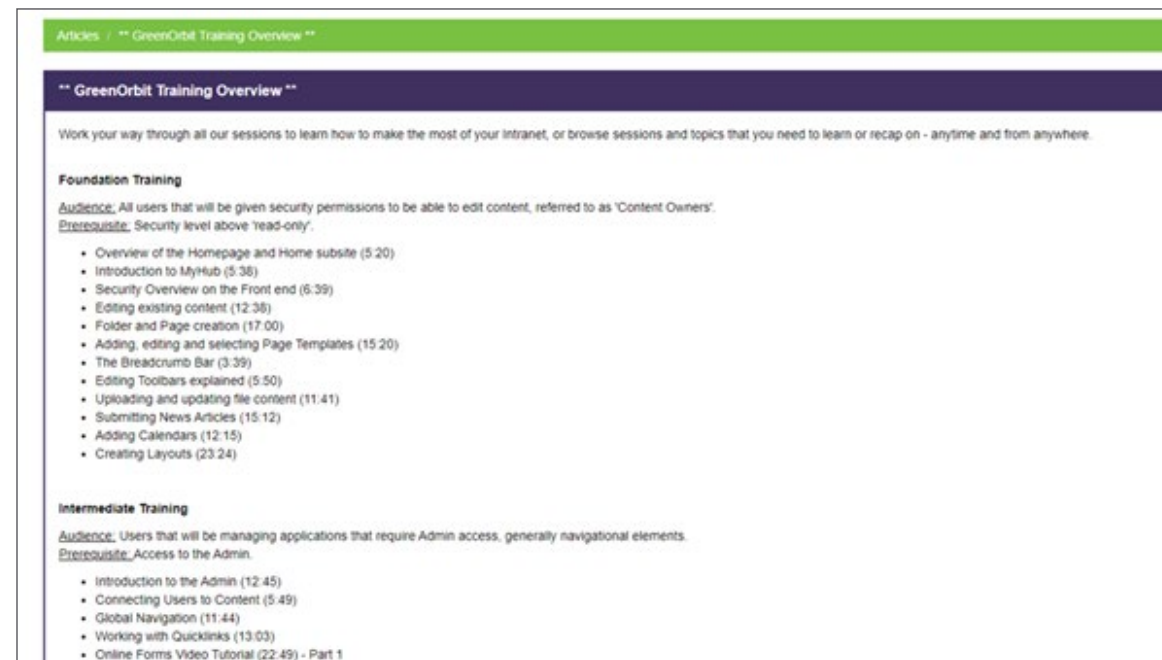 Articles / ** GreenOrbit Training Overview **
** GreenOrbit Training Overview **
Work your way through all our sessions to learn how to make the most of your Intranet, or browse sessions and topics that you need to learn or recap on - anytime and from anywhere.
Foundation Training
Audience: All users that will be given security permissions to be able to edit content, referred to as 'Content Owners'.
Prerequisite: Security level above 'read-only'.
• Overview of the Homepage and Home subsite (5:20)
• Introduction to MyHub (5:38)
• Security Overview on the Front end (6:39)
• Editing existing content (12:38)
• Folder and Page creation (17:00)
• Adding, editing and selecting Page Templates (15:20)
• The Breadcrumb Bar (3:39)
• Editing Toolbars explained (5:50)
• Uploading and updating file content (11:41)
• Submitting News Articles (15:12)
• Adding Calendars (12:15)
• Creating Layouts (23:24)
Intermediate Training
Audience: Users that will be managing applications that require Admin access, generally navigational elements.
Prerequisite: Access to the Admin.
• Introduction to the Admin (12:45)
• Connecting Users to Content (5:49)
• Global Navigation (11:44)
• Working with Quicklinks (13:03)
• Online Forms Video Tutorial (22:49) - Part 1